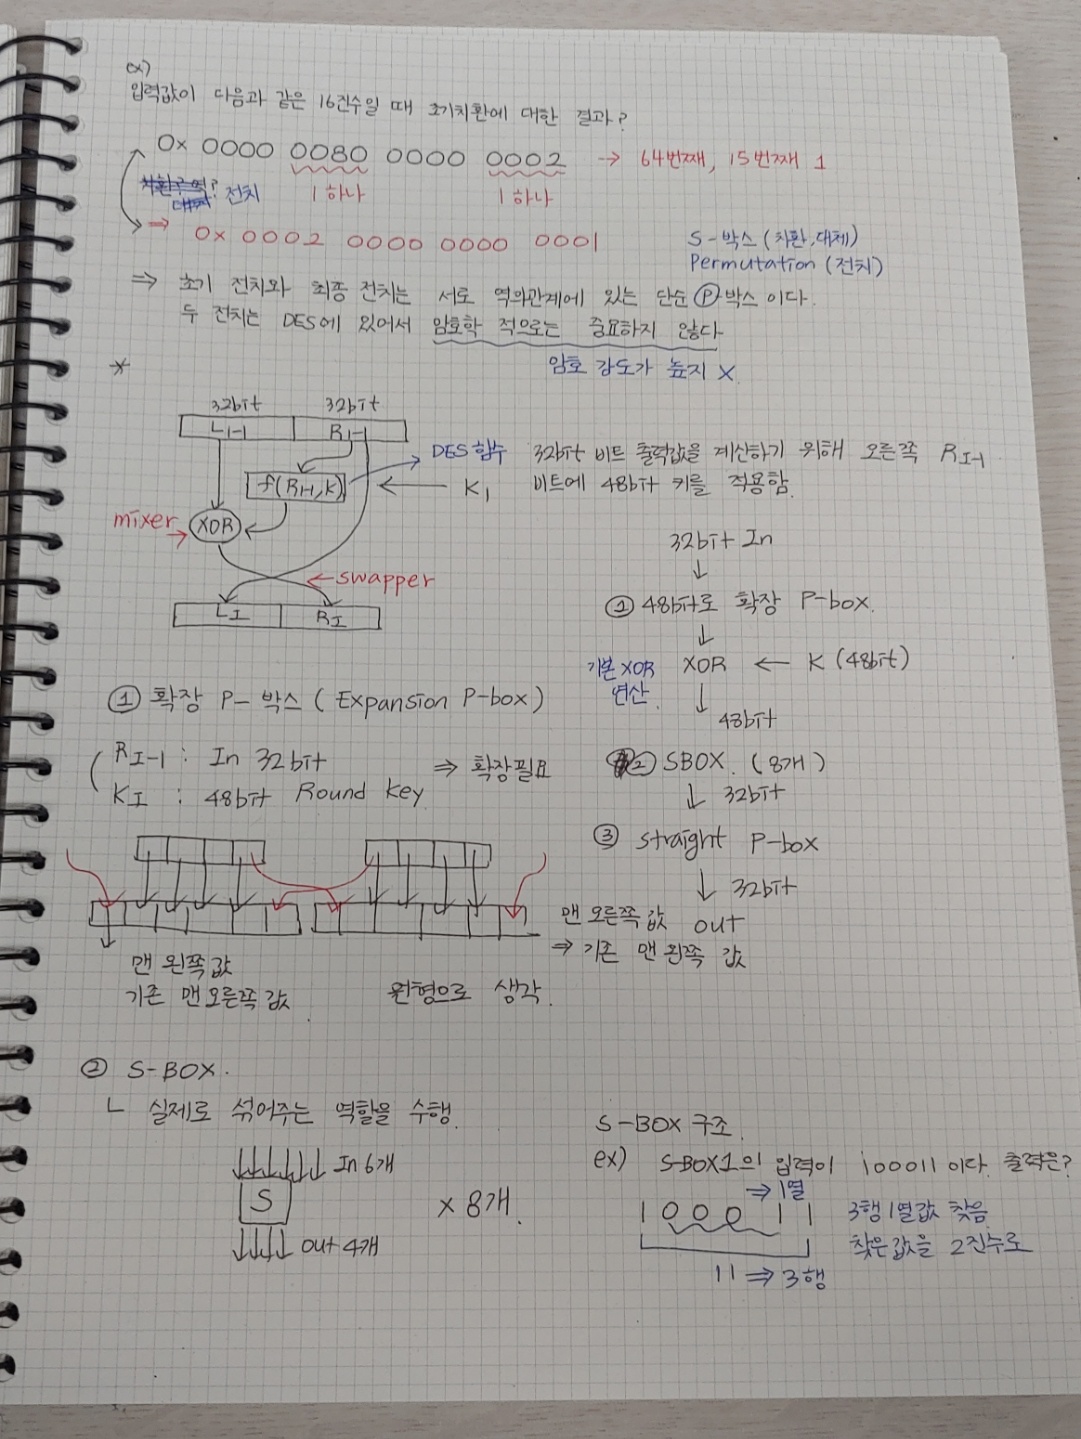 ex)
입력값이 다음과 같은 16진수일 때 초기치환에 대한 결과?
0x 0000 0080 0000 0002 → 64번째, 15번째 1
전치 1하나 1하나
⇒ 0x 0002 0000 0000 0001
S-박스 (치환, 대체)
Permutation (전치)
⇒ 초기 전치와 최종 전치는 서로 역의관계에 있는 단순 Ⓟ박스 이다.
두 전치는 DES에 있어서 암호학 적으로는 중요하지 않다
암호 강도가 높지 X
*
32bit 32bit
LI-1 RI-1
f(RI-1,K)
DES 함수 32bit 비트 출력값을 계산하기 위해 오른쪽 RI-1
← K1 비트에 48bit 키를 적용함.
mixer → XOR
← swapper
LI RI
32bit In
↓
① 48bit로 확장 P-box.
↓
기본 XOR 연산 XOR ← K (48bit)
↓ 48bit
② SBOX. (8개)
↓ 32bit
③ straight P-box
↓ 32bit
out
① 확장 P-박스 (Expansion P-box)
RI-1 : In 32bit ⇒ 확장필요
KI : 48bit Round key
맨 왼쪽값
기존 맨 오른쪽 값
원형으로 생각.
맨 오른쪽 값
⇒ 기존 맨 왼쪽 값
② S-BOX.
ㄴ 실제로 섞어주는 역할을 수행.
In 6개
S × 8개.
out 4개
S-BOX 구조.
ex) S-BOX1의 입력이 100011 이다. 출력은?
⇒ 1열
1 0 0 0 1 1
11 ⇒ 3행
3행 1열값 찾음
찾은값을 2진수로